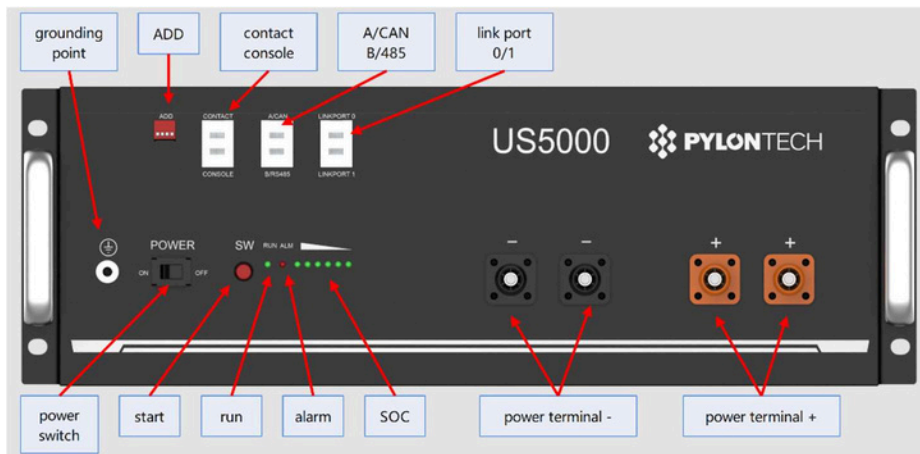 grounding
point
ADD
contact
console
A/CAN
B/485
link port
0/1
ADD
CONTACT
A/CAN
LINKPORT 0
CONSOLE
B/RS485
LINKPORT 1
US5000
PYLONTECH
POWER
ON
OFF
SW
RUN
ALM
−
−
+
+
power
switch
start
run
alarm
SOC
power terminal -
power terminal +